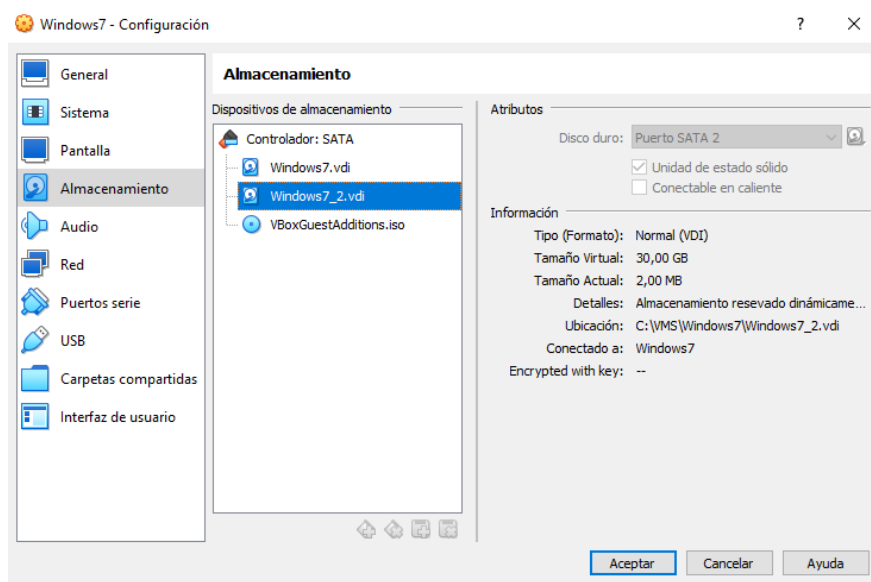 Windows7 - Configuración
General
Sistema
Pantalla
Almacenamiento
Audio
Red
Puertos serie
USB
Carpetas compartidas
Interfaz de usuario
Almacenamiento
Dispositivos de almacenamiento
Controlador: SATA
Windows7.vdi
Windows7_2.vdi
VBoxGuestAdditions.iso
Atributos
Disco duro: Puerto SATA 2
Unidad de estado sólido
Conectable en caliente
Información
Tipo (Formato): Normal (VDI)
Tamaño Virtual: 30,00 GB
Tamaño Actual: 2,00 MB
Detalles: Almacenamiento resevado dinámicame...
Ubicación: C:\VMS\Windows7\Windows7_2.vdi
Conectado a: Windows7
Encrypted with key: --
Aceptar Cancelar Ayuda